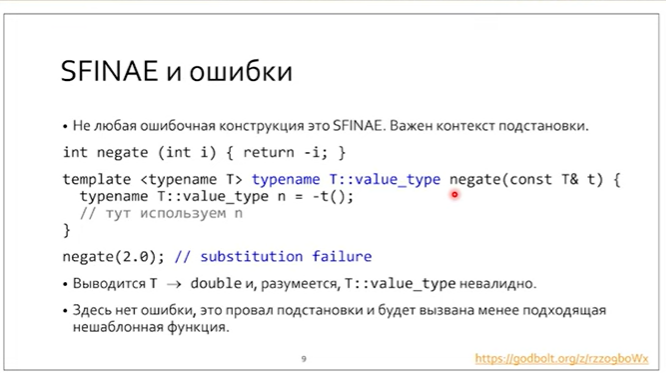 SFINAE и ошибки
• Не любая ошибочная конструкция это SFINAE. Важен контекст подстановки.
int negate (int i) { return -i; }
template <typename T> typename T::value_type negate(const T& t) {
typename T::value_type n = -t();
// тут используем n
}
negate(2.0); // substitution failure
• Выводится T → double и, разумеется, T::value_type невалидно.
• Здесь нет ошибки, это провал подстановки и будет вызвана менее подходящая
нешаблонная функция.
9
https://godbolt.org/z/rzzogboWx